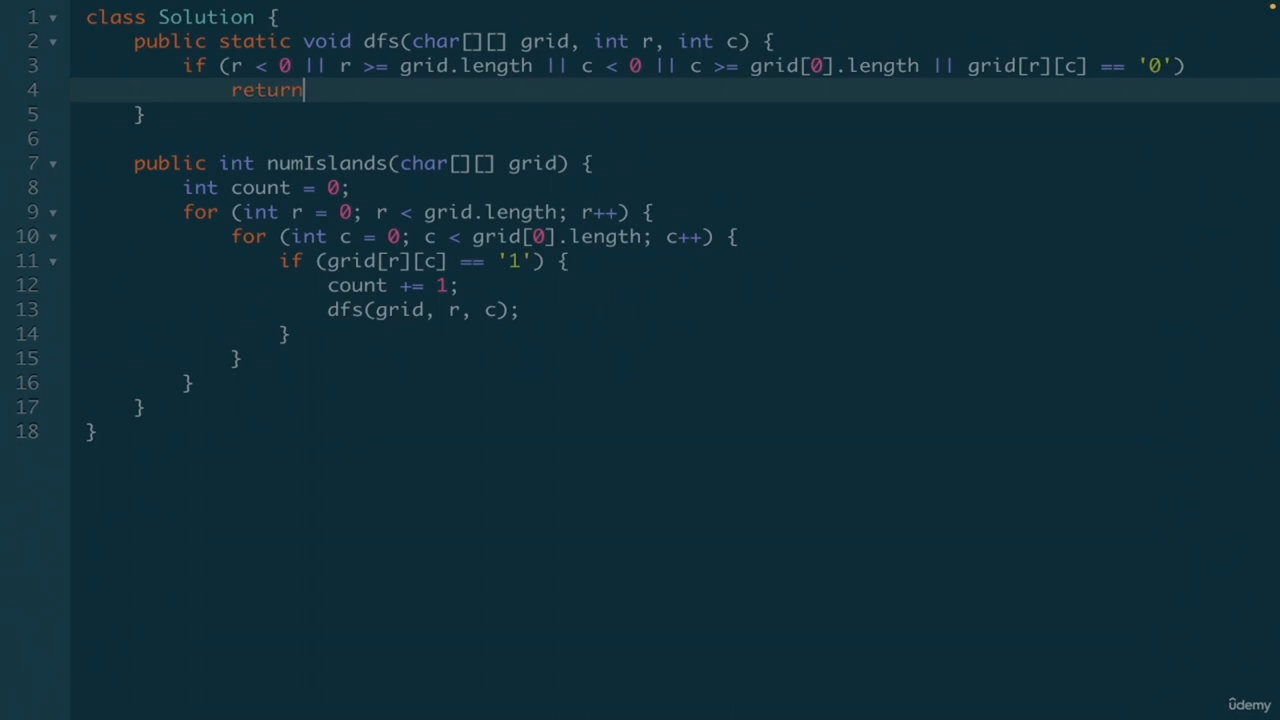 1 class Solution {
2 public static void dfs(char[][] grid, int r, int c) {
3 if (r < 0 || r >= grid.length || c < 0 || c >= grid[0].length || grid[r][c] == '0')
4 return
5 }
6
7 public int numIslands(char[][] grid) {
8 int count = 0;
9 for (int r = 0; r < grid.length; r++) {
10 for (int c = 0; c < grid[0].length; c++) {
11 if (grid[r][c] == '1') {
12 count += 1;
13 dfs(grid, r, c);
14 }
15 }
16 }
17 }
18 }
ûdemy